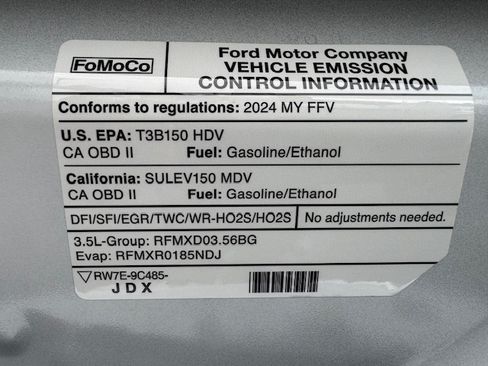 FoMoCo
Ford Motor Company
VEHICLE EMISSION
CONTROL INFORMATION
Conforms to regulations: 2024 MY FFV
U.S. EPA: T3B150 HDV
CA OBD II Fuel: Gasoline/Ethanol
California: SULEV150 MDV
CA OBD II Fuel: Gasoline/Ethanol
DFI/SFI/EGR/TWC/WR-HO2S/HO2S No adjustments needed.
3.5L-Group: RFMXD03.56BG
Evap: RFMXR0185NDJ
RW7E-9C485-
JDX